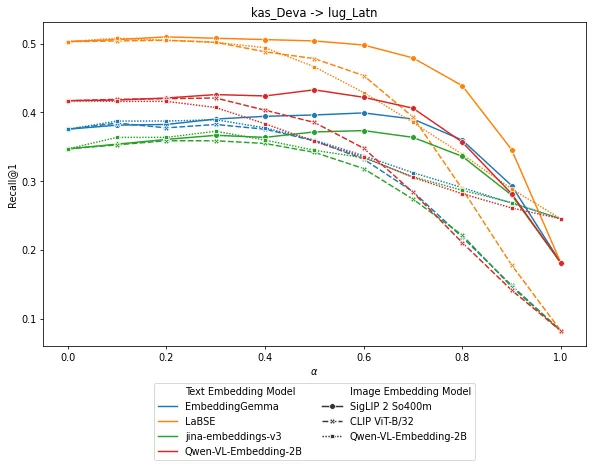 kas_Deva -> lug_Latn
Recall@1
0.5
0.4
0.3
0.2
0.1
0.0
0.2
0.4
0.6
0.8
1.0
α
Text Embedding Model
EmbeddingGemma
LaBSE
jina-embeddings-v3
Qwen-VL-Embedding-2B
Image Embedding Model
SigLIP 2 So400m
CLIP ViT-B/32
Qwen-VL-Embedding-2B